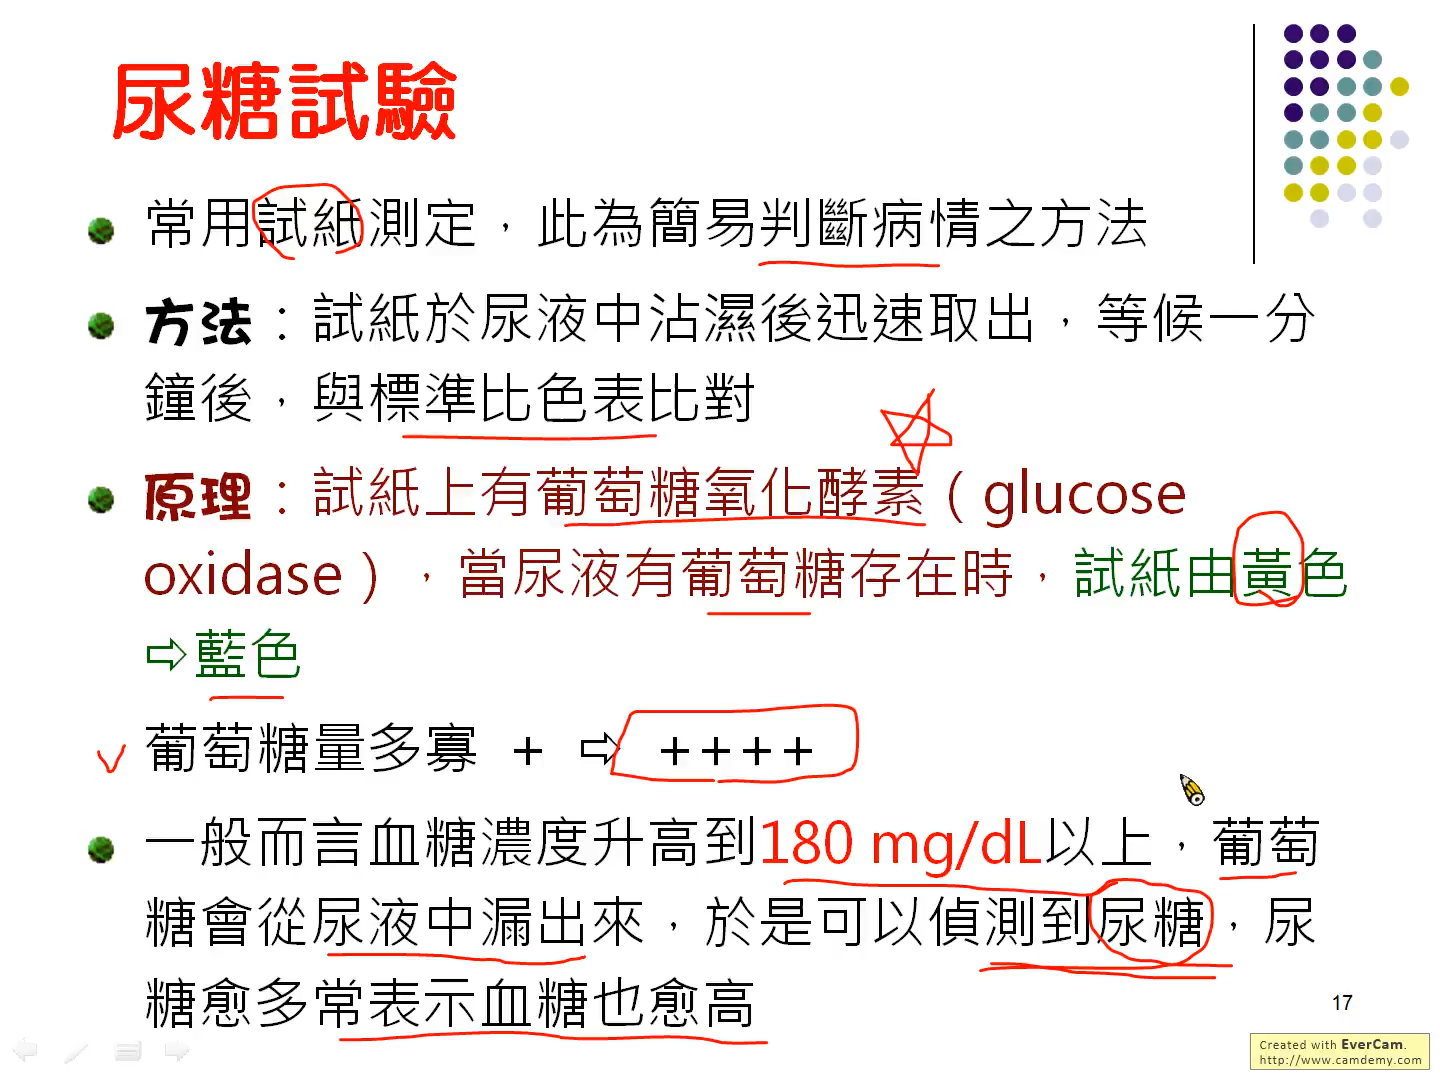 尿糖試驗
常用試紙測定，此為簡易判斷病情之方法
方法：試紙於尿液中沾濕後迅速取出，等候一分
鐘後，與標準比色表比對
原理：試紙上有葡萄糖氧化酵素（glucose
oxidase），當尿液有葡萄糖存在時，試紙由黃色
⇨藍色
葡萄糖量多寡 + ⇨ ++++
一般而言血糖濃度升高到180 mg/dL以上，葡萄
糖會從尿液中漏出來，於是可以偵測到尿糖，尿
糖愈多常表示血糖也愈高
17
Created with EverCam.
http://www.camdemy.com